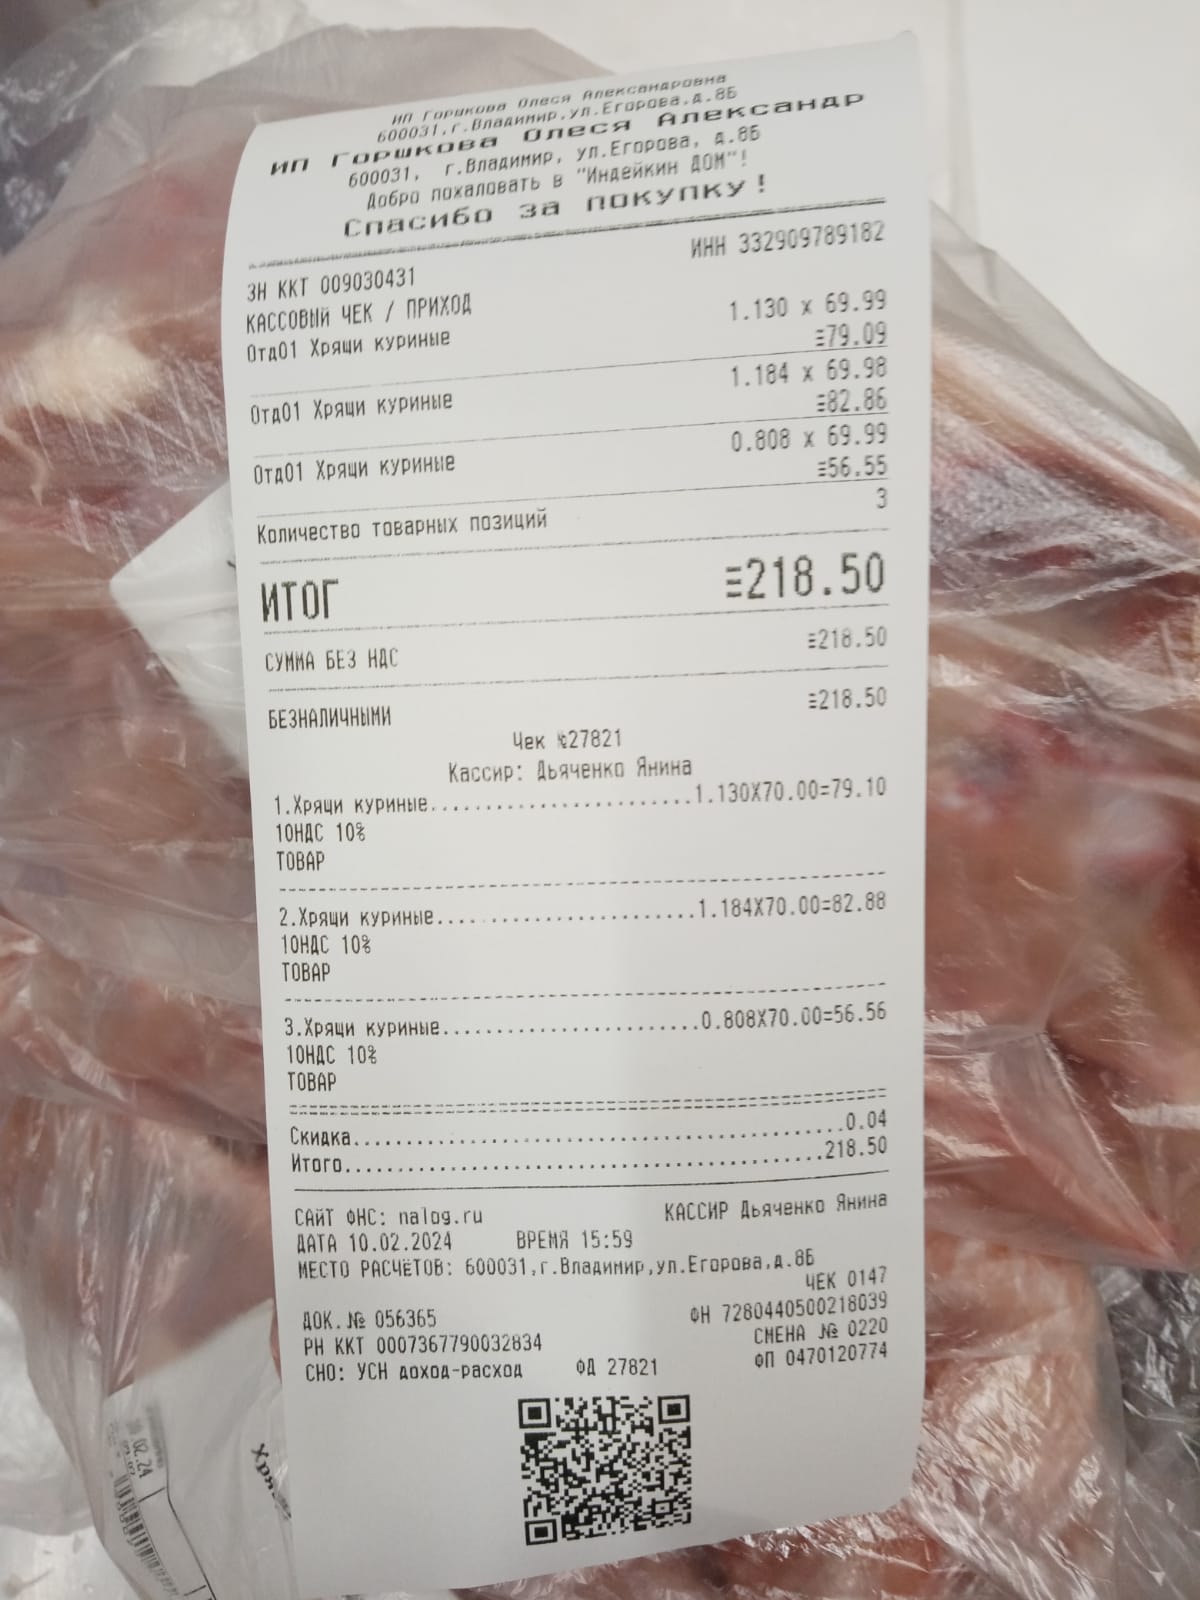 ИП Горшкова Олеся Александровна
600031,г.Владимир,ул.Егорова,д.8Б
ИП Горшкова Олеся Александр
600031, г.Владимир, ул.Егорова, д.8Б
Добро пожаловать в "Индейкин ДОМ"!
Спасибо за покупку!
ИНН 332909789182
ЗН ККТ 009030431
КАССОВЫЙ ЧЕК / ПРИХОД
1.130 x 69.99
Отд01 Хрящи куриные ≡79.09
1.184 x 69.98
Отд01 Хрящи куриные ≡82.86
0.808 x 69.99
Отд01 Хрящи куриные ≡56.55
Количество товарных позиций 3
ИТОГ ≡218.50
СУММА БЕЗ НДС ≡218.50
БЕЗНАЛИЧНЫМИ ≡218.50
Чек №27821
Кассир: Дьяченко Янина
1.Хрящи куриные..........................1.130X70.00=79.10
10НДС 10%
ТОВАР
2.Хрящи куриные..........................1.184X70.00=82.88
10НДС 10%
ТОВАР
3.Хрящи куриные..........................0.808X70.00=56.56
10НДС 10%
ТОВАР
Скидка.................................................0.04
Итого................................................218.50
САЙТ ФНС: nalog.ru КАССИР Дьяченко Янина
ДАТА 10.02.2024 ВРЕМЯ 15:59
МЕСТО РАСЧЁТОВ: 600031,г.Владимир,ул.Егорова,д.8Б
ЧЕК 0147
ДОК.№ 056365 ФН 7280440500218039
РН ККТ 0007367790032834 СМЕНА № 0220
СНО: УСН доход-расход ФД 27821 ФП 0470120774
02.24